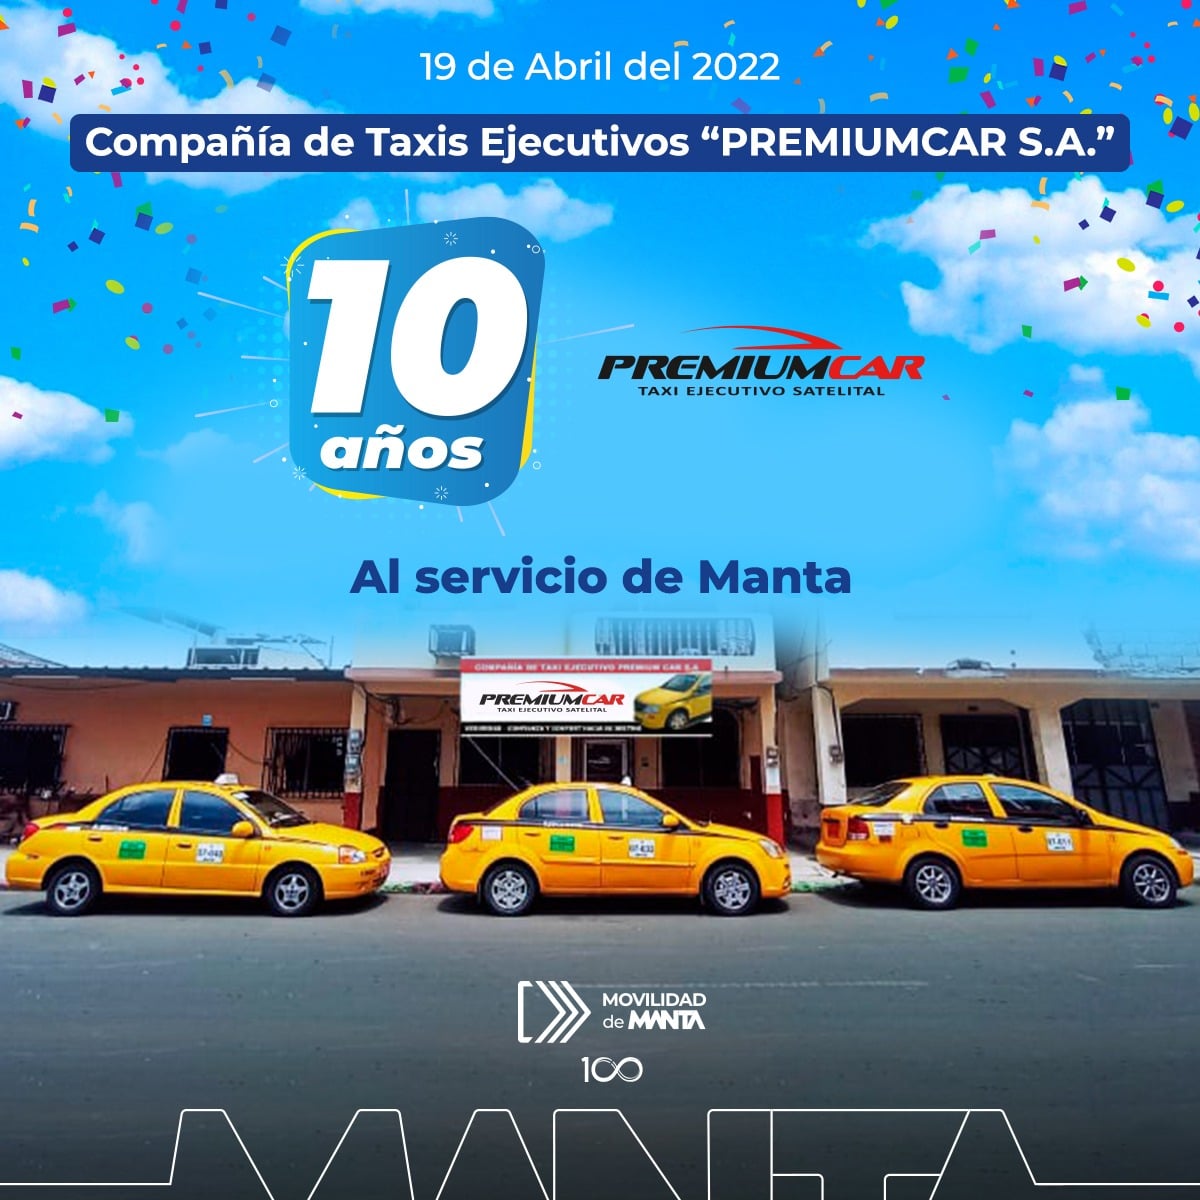 19 de Abril del 2022
Compañía de Taxis Ejecutivos “PREMIUMCAR S.A.”
10
años
PREMIUMCAR
TAXI EJECUTIVO SATELITAL
Al servicio de Manta
COMPAÑÍA DE TAXI EJECUTIVO PREMIUM CAR S.A
PREMIUMCAR
TAXI EJECUTIVO SATELITAL
MOVILIDAD
de MANTA
100
MANTA